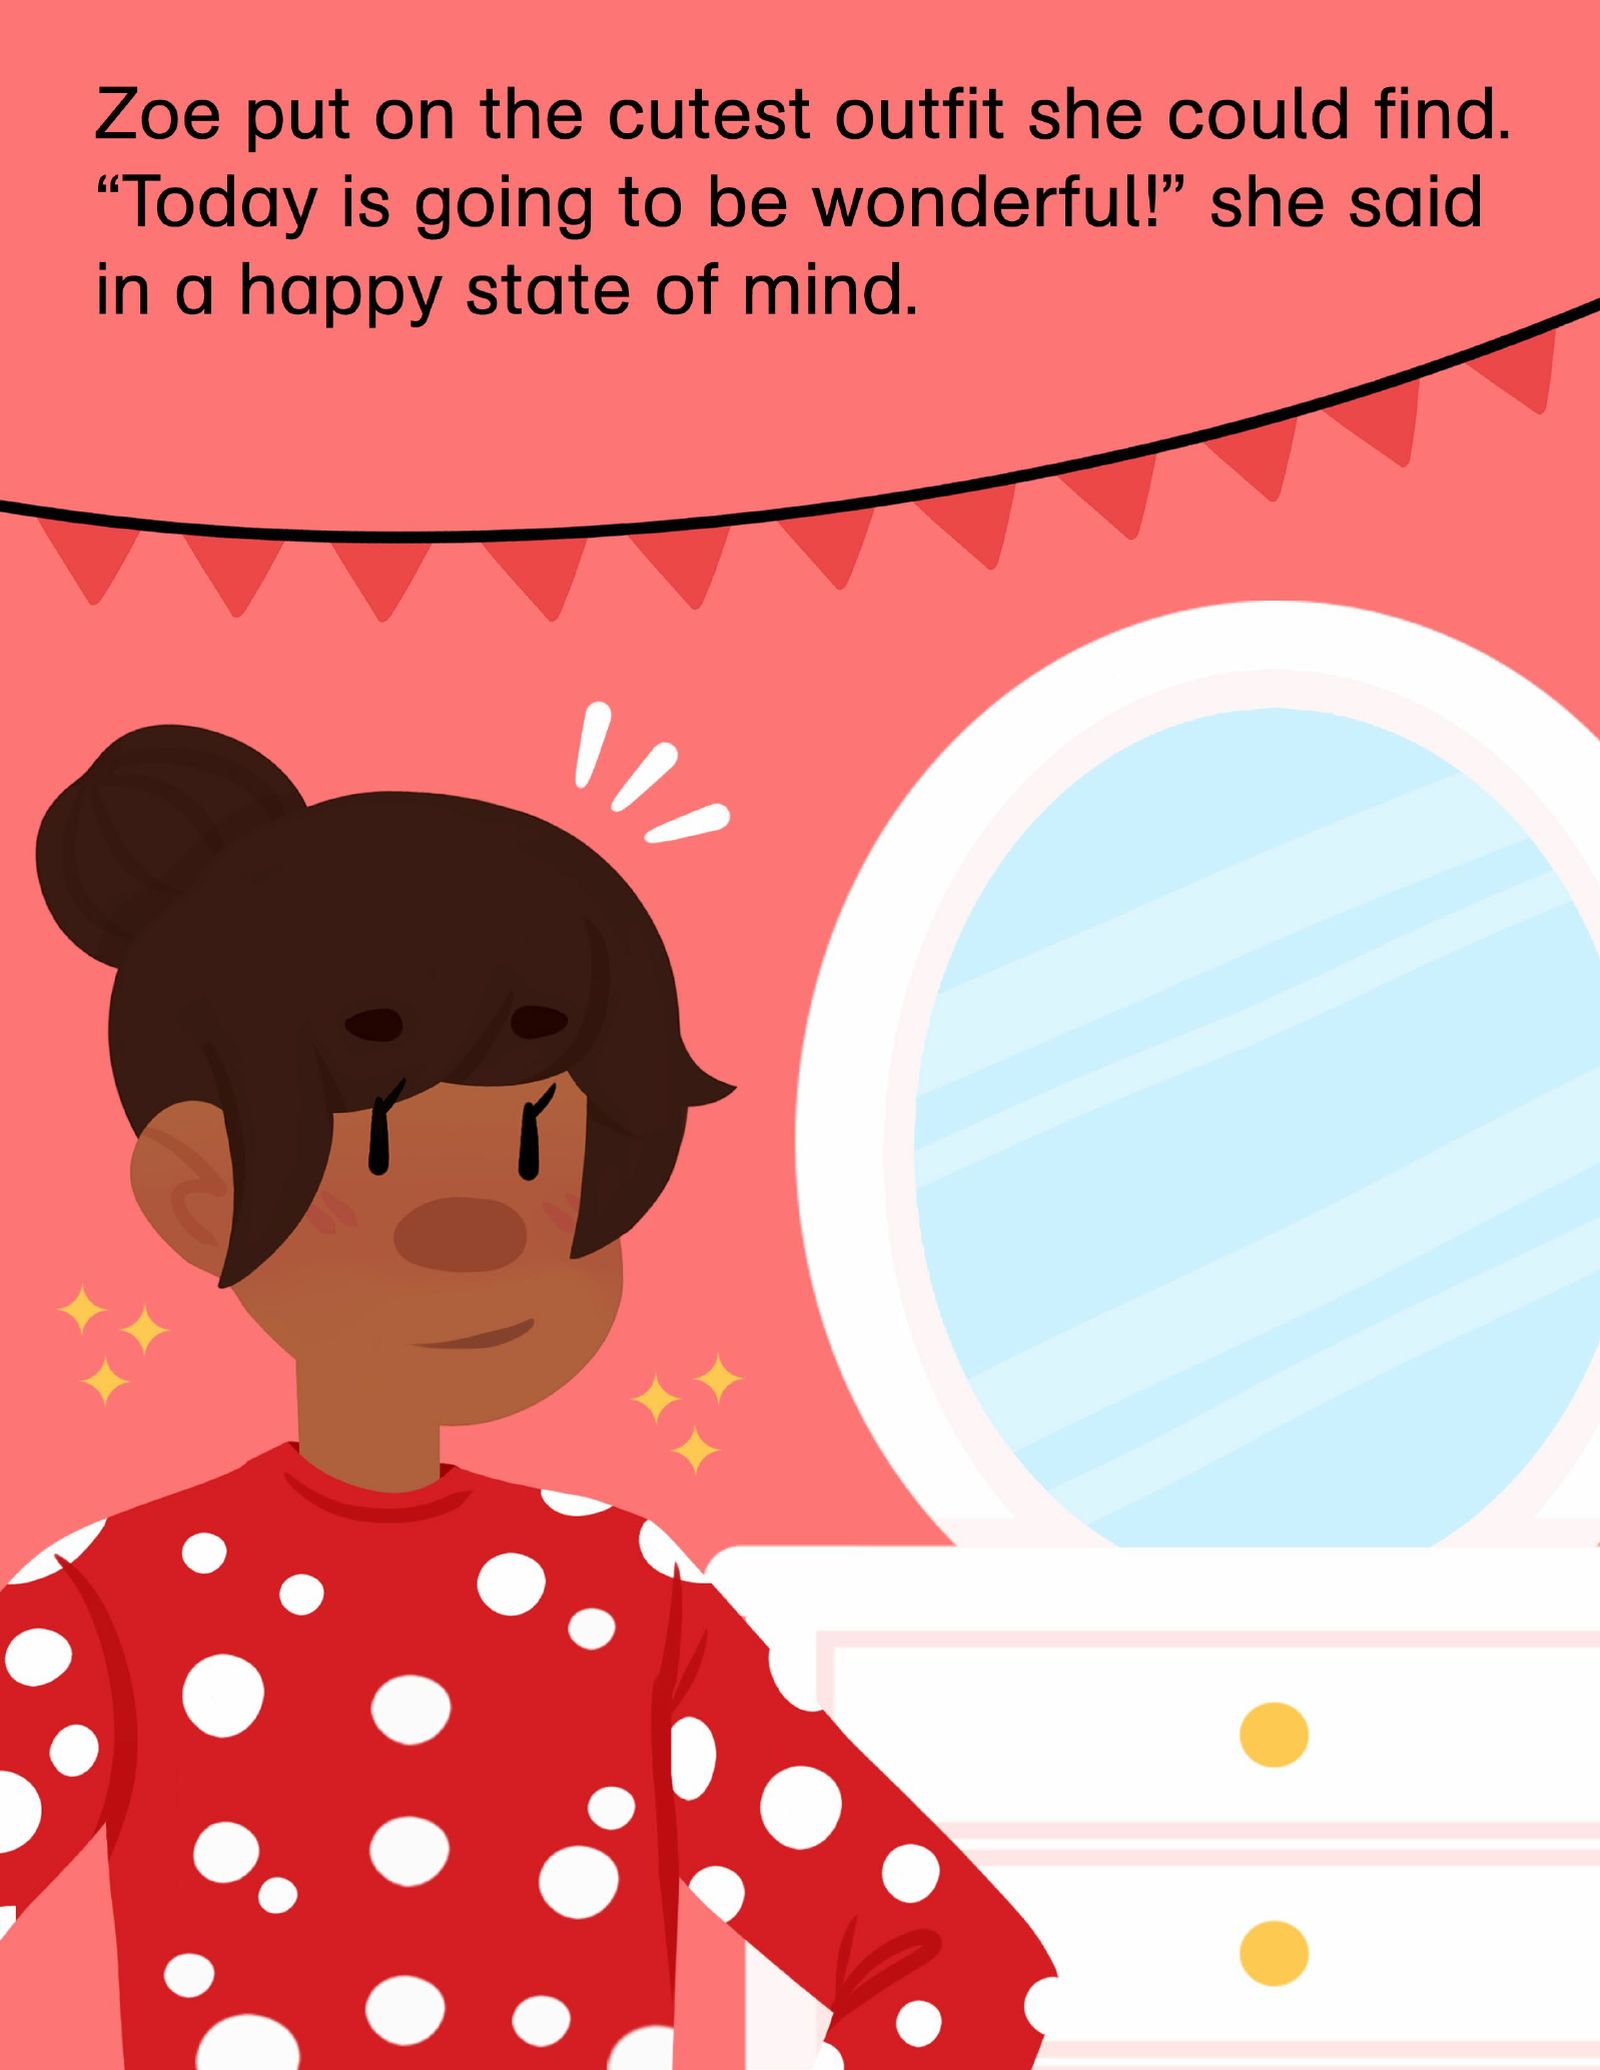 Zoe put on the cutest outfit she could find.
“Today is going to be wonderful!” she said
in a happy state of mind.